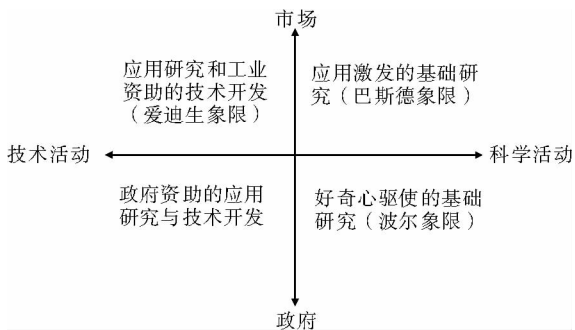 市场
应用研究和工业
资助的技术开发
（爱迪生象限）
应用激发的基础研
究（巴斯德象限）
技术活动
科学活动
政府资助的应用
研究与技术开发
好奇心驱使的基础
研究（波尔象限）
政府